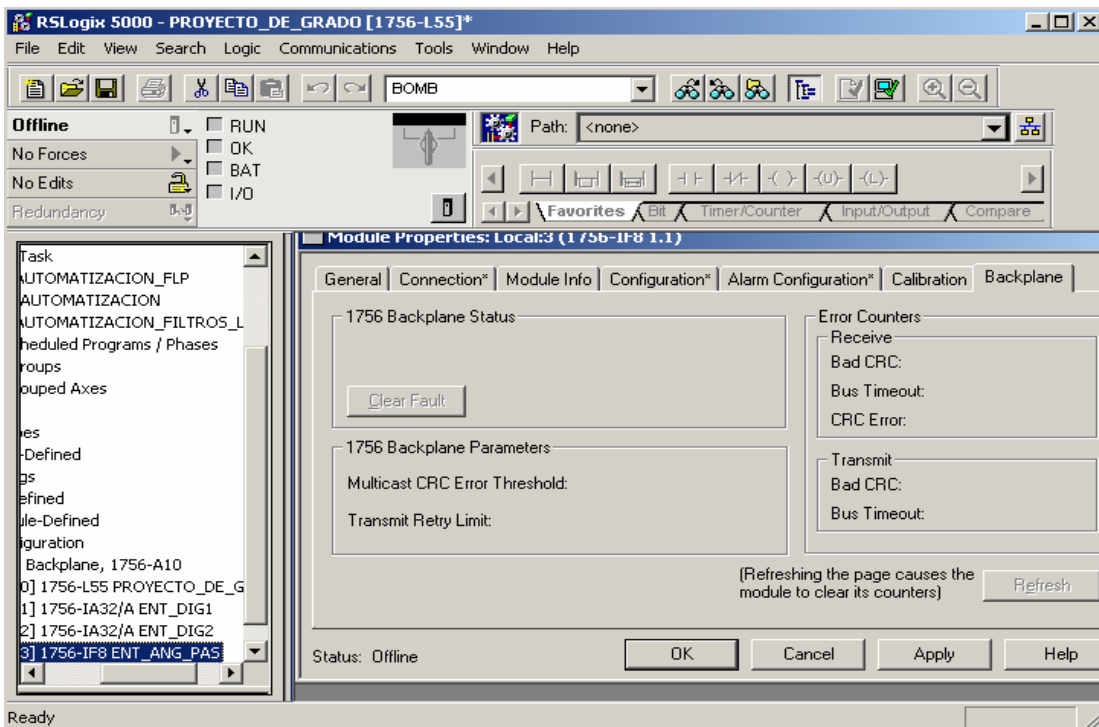 RSLogix 5000 - PROYECTO_DE_GRADO [1756-L55]*
File Edit View Search Logic Communications Tools Window Help
BOMB
Offline
RUN
No Forces
OK
No Edits
BAT
Redundancy
I/O
Path: <none>
Favorites Bit Timer/Counter Input/Output Compare
Task
AUTOMATIZACION_FLP
AUTOMATIZACION
AUTOMATIZACION_FILTROS_L
heduled Programs / Phases
roups
ouped Axes
es
-Defined
gs
efined
ule-Defined
iguration
Backplane, 1756-A10
0] 1756-L55 PROYECTO_DE_G
1] 1756-IA32/A ENT_DIG1
2] 1756-IA32/A ENT_DIG2
3] 1756-IF8 ENT_ANG_PAS
Module Properties: Local:3 (1756-IF8 1.1)
General Connection* Module Info Configuration* Alarm Configuration* Calibration Backplane
1756 Backplane Status
Clear Fault
1756 Backplane Parameters
Multicast CRC Error Threshold:
Transmit Retry Limit:
Error Counters
Receive
Bad CRC:
Bus Timeout:
CRC Error:
Transmit
Bad CRC:
Bus Timeout:
(Refreshing the page causes the
module to clear its counters)
Refresh
Status: Offline
OK Cancel Apply Help
Ready